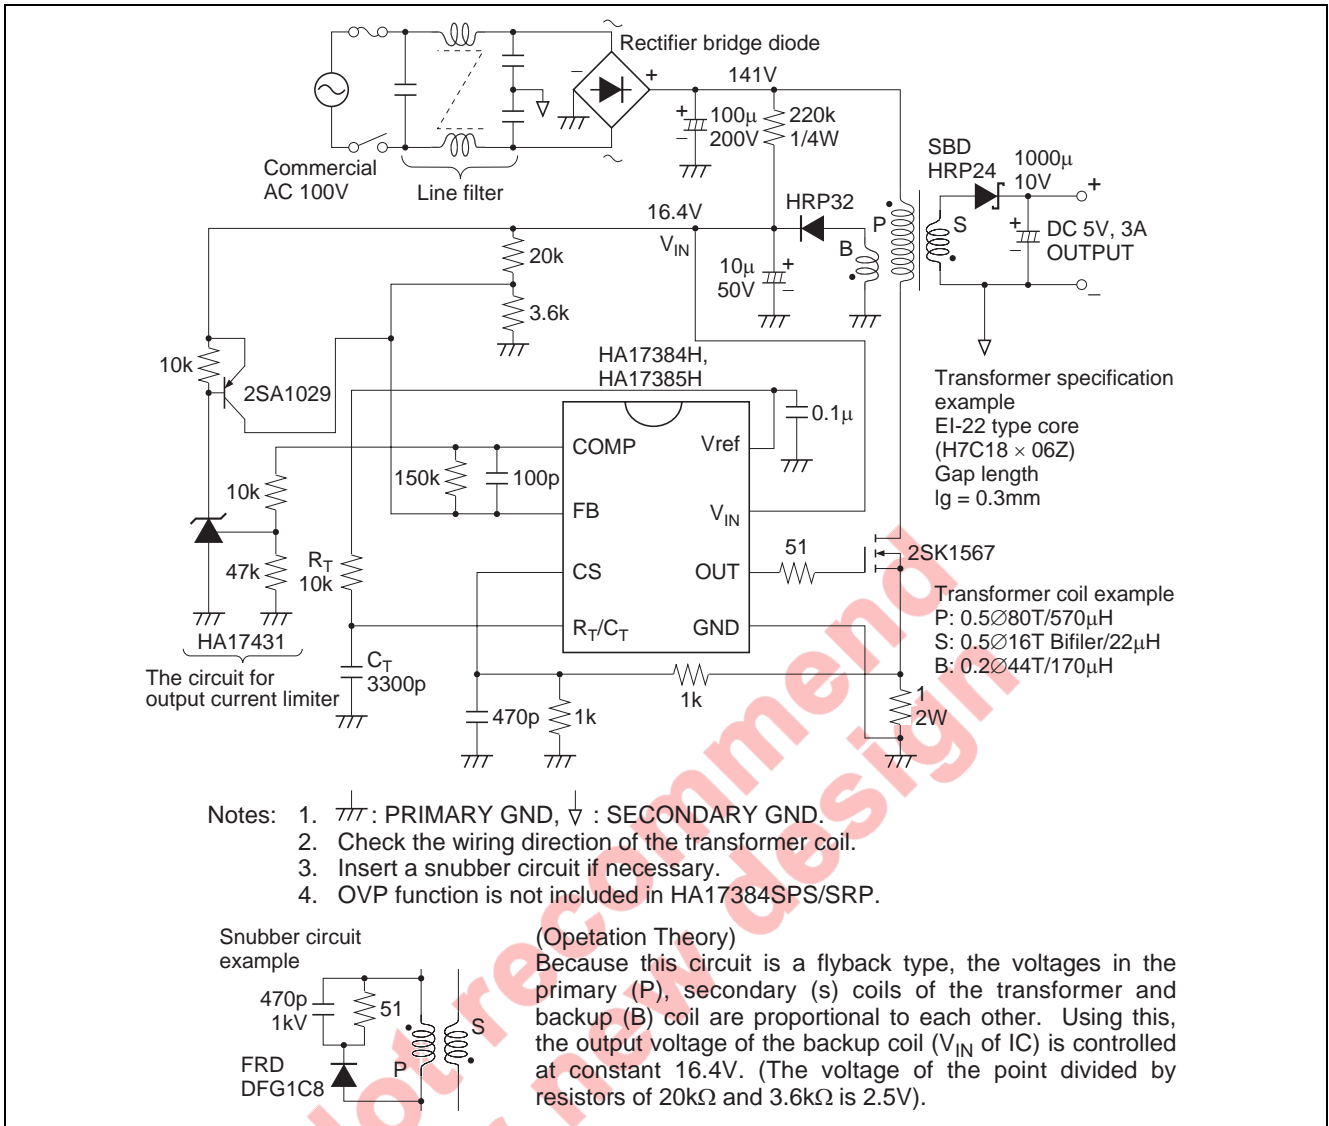 Rectifier bridge diode
141V
100μ
200V
220k
1/4W
SBD
HRP24
1000μ
10V
Commercial
AC 100V
Line filter
16.4V
HRP32
P
S
DC 5V, 3A
OUTPUT
B
VIN
20k
10μ
50V
3.6k
HA17384H,
HA17385H
10k
2SA1029
0.1μ
Transformer specification
example
EI-22 type core
(H7C18 × 06Z)
Gap length
lg = 0.3mm
COMP
Vref
150k
100p
10k
FB
VIN
51
2SK1567
47k
RT
10k
CS
OUT
Transformer coil example
P: 0.5∅80T/570μH
S: 0.5∅16T Bifiler/22μH
B: 0.2∅44T/170μH
RT/CT
GND
HA17431
The circuit for
output current limiter
CT
3300p
470p
1k
1k
1
2W
Notes: 1. : PRIMARY GND, : SECONDARY GND.
2. Check the wiring direction of the transformer coil.
3. Insert a snubber circuit if necessary.
4. OVP function is not included in HA17384SPS/SRP.
Snubber circuit
example
470p
1kV
51
P
S
FRD
DFG1C8
(Opetation Theory)
Because this circuit is a flyback type, the voltages in the
primary (P), secondary (s) coils of the transformer and
backup (B) coil are proportional to each other. Using this,
the output voltage of the backup coil (VIN of IC) is controlled
at constant 16.4V. (The voltage of the point divided by
resistors of 20kΩ and 3.6kΩ is 2.5V).
not recommend
new design